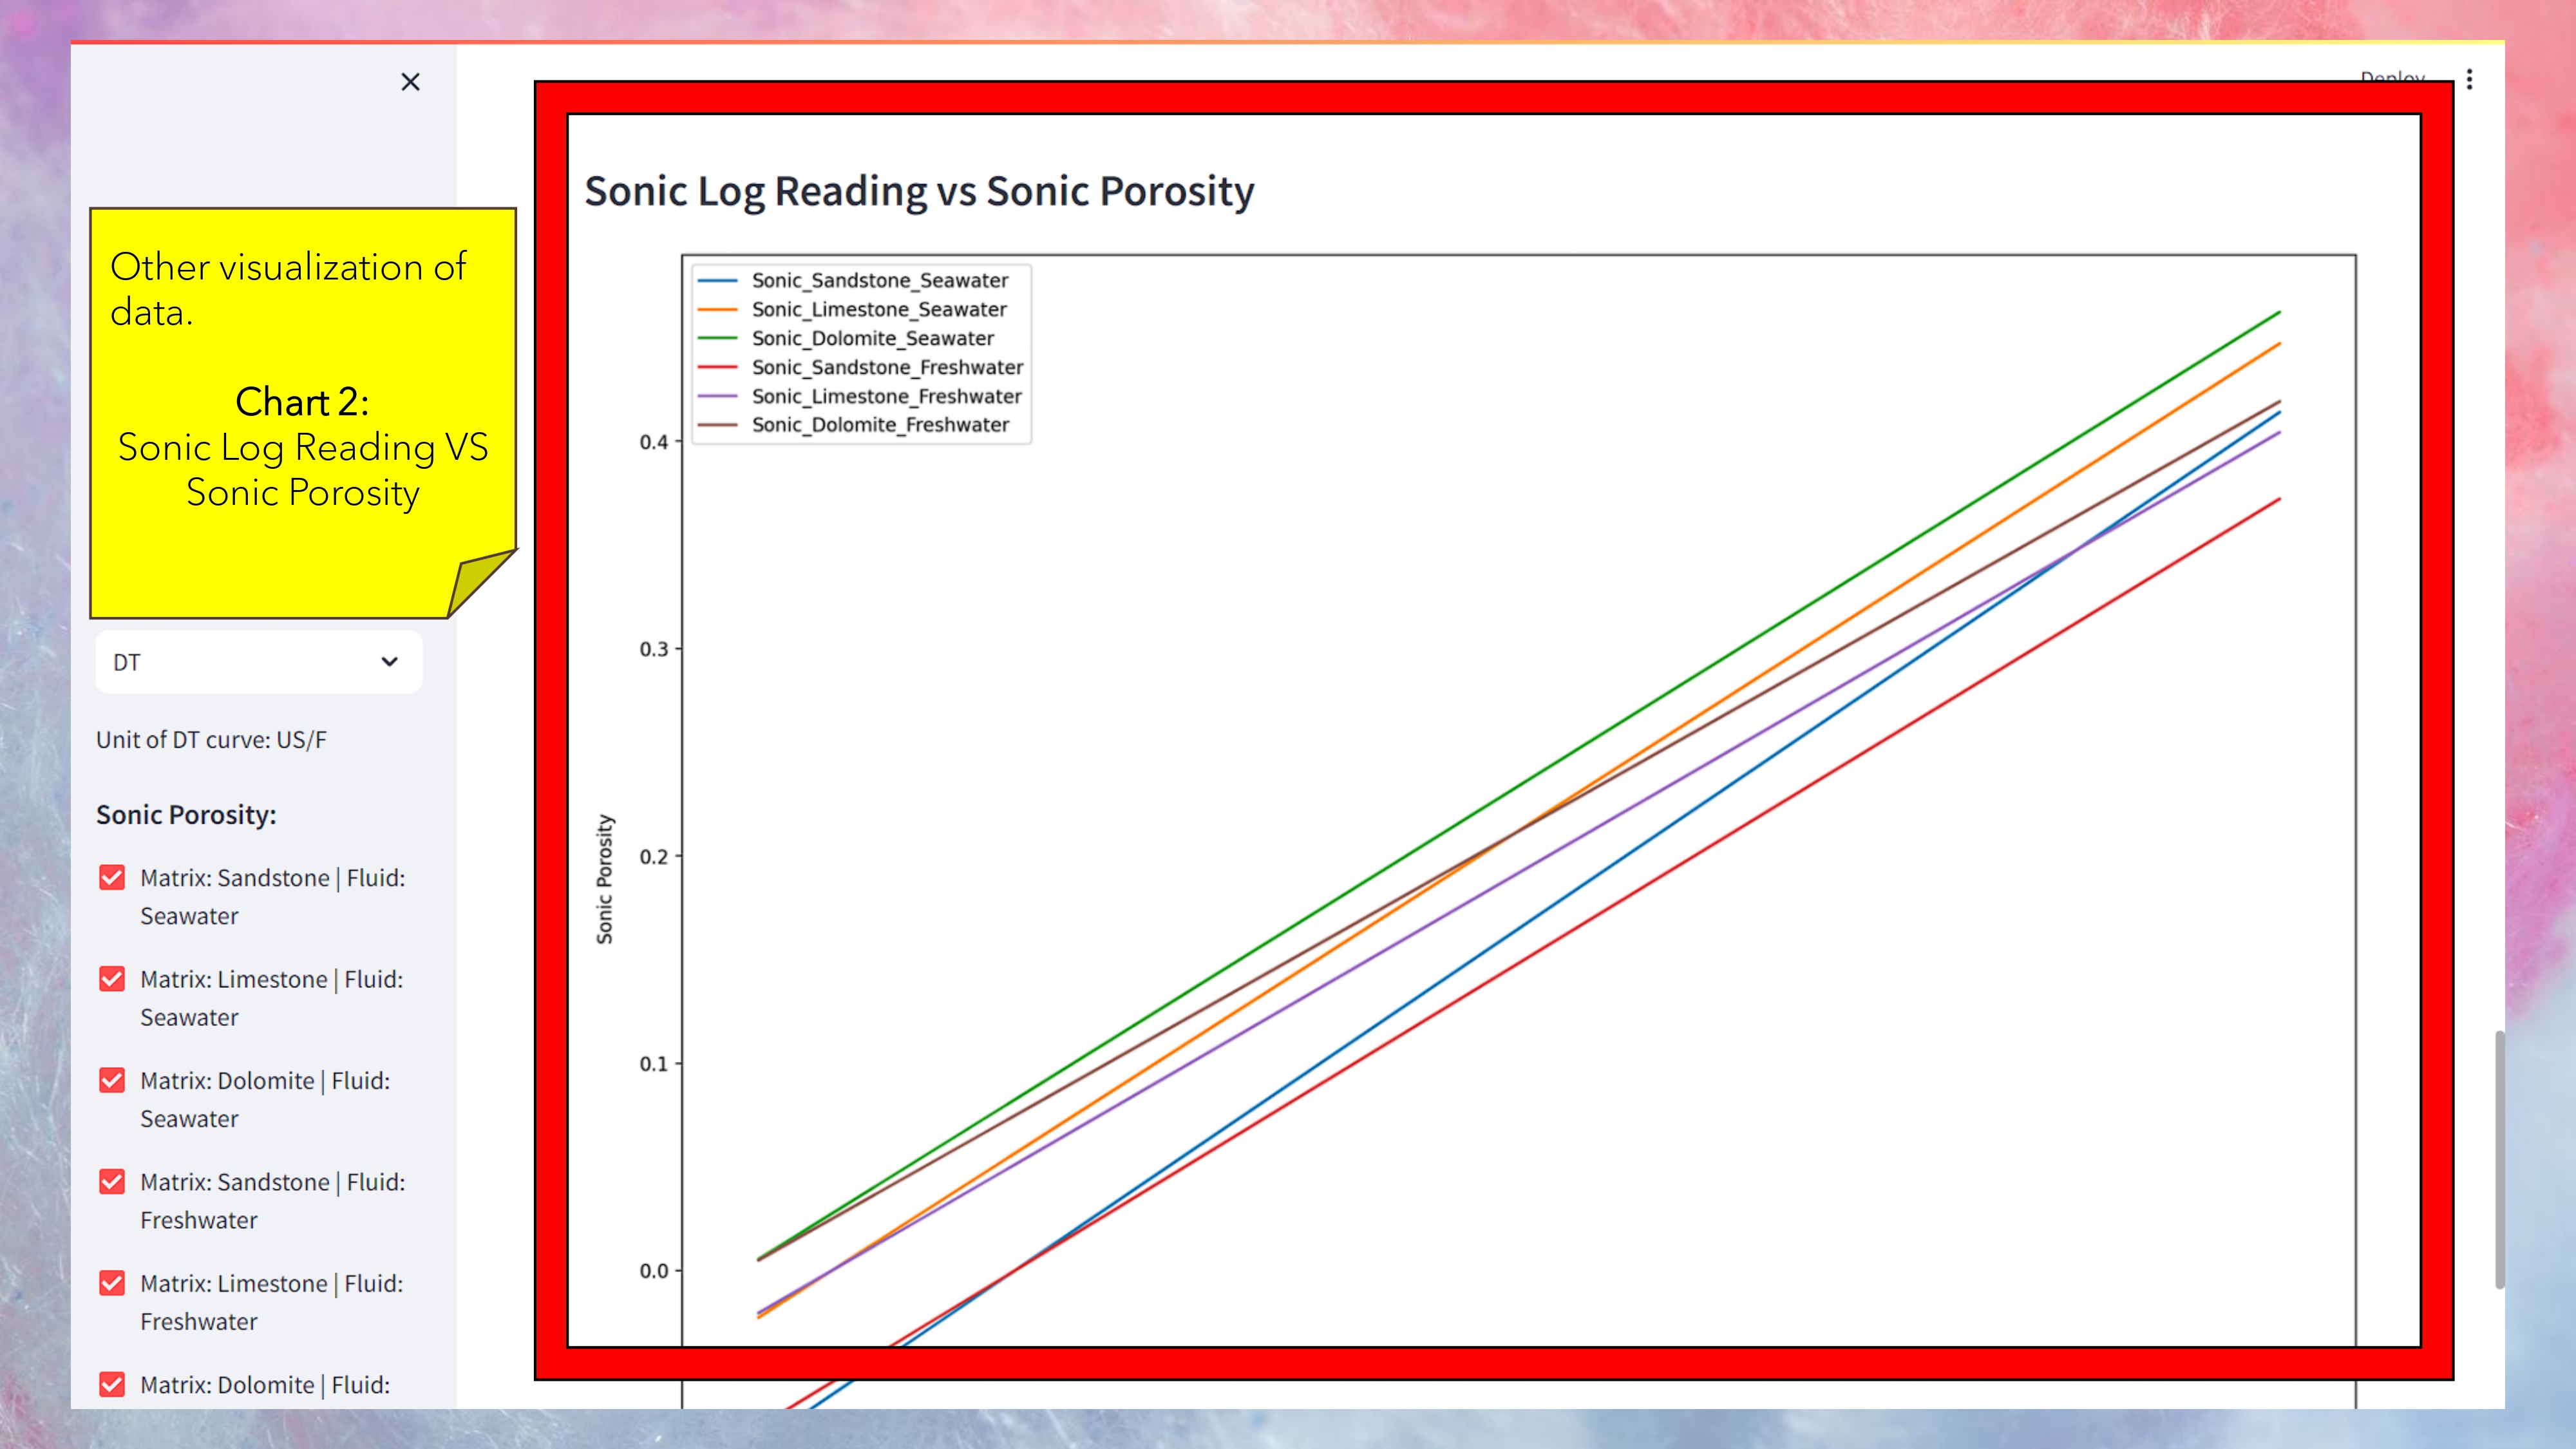 Deploy
Other visualization of
data.
Chart 2:
Sonic Log Reading VS
Sonic Porosity
DT
Unit of DT curve: US/F
Sonic Porosity:
Matrix: Sandstone | Fluid:
Seawater
Matrix: Limestone | Fluid:
Seawater
Matrix: Dolomite | Fluid:
Seawater
Matrix: Sandstone | Fluid:
Freshwater
Matrix: Limestone | Fluid:
Freshwater
Matrix: Dolomite | Fluid:
Sonic Log Reading vs Sonic Porosity
Sonic_Sandstone_Seawater
Sonic_Limestone_Seawater
Sonic_Dolomite_Seawater
Sonic_Sandstone_Freshwater
Sonic_Limestone_Freshwater
Sonic_Dolomite_Freshwater
0.4
0.3
0.2
0.1
0.0
Sonic Porosity